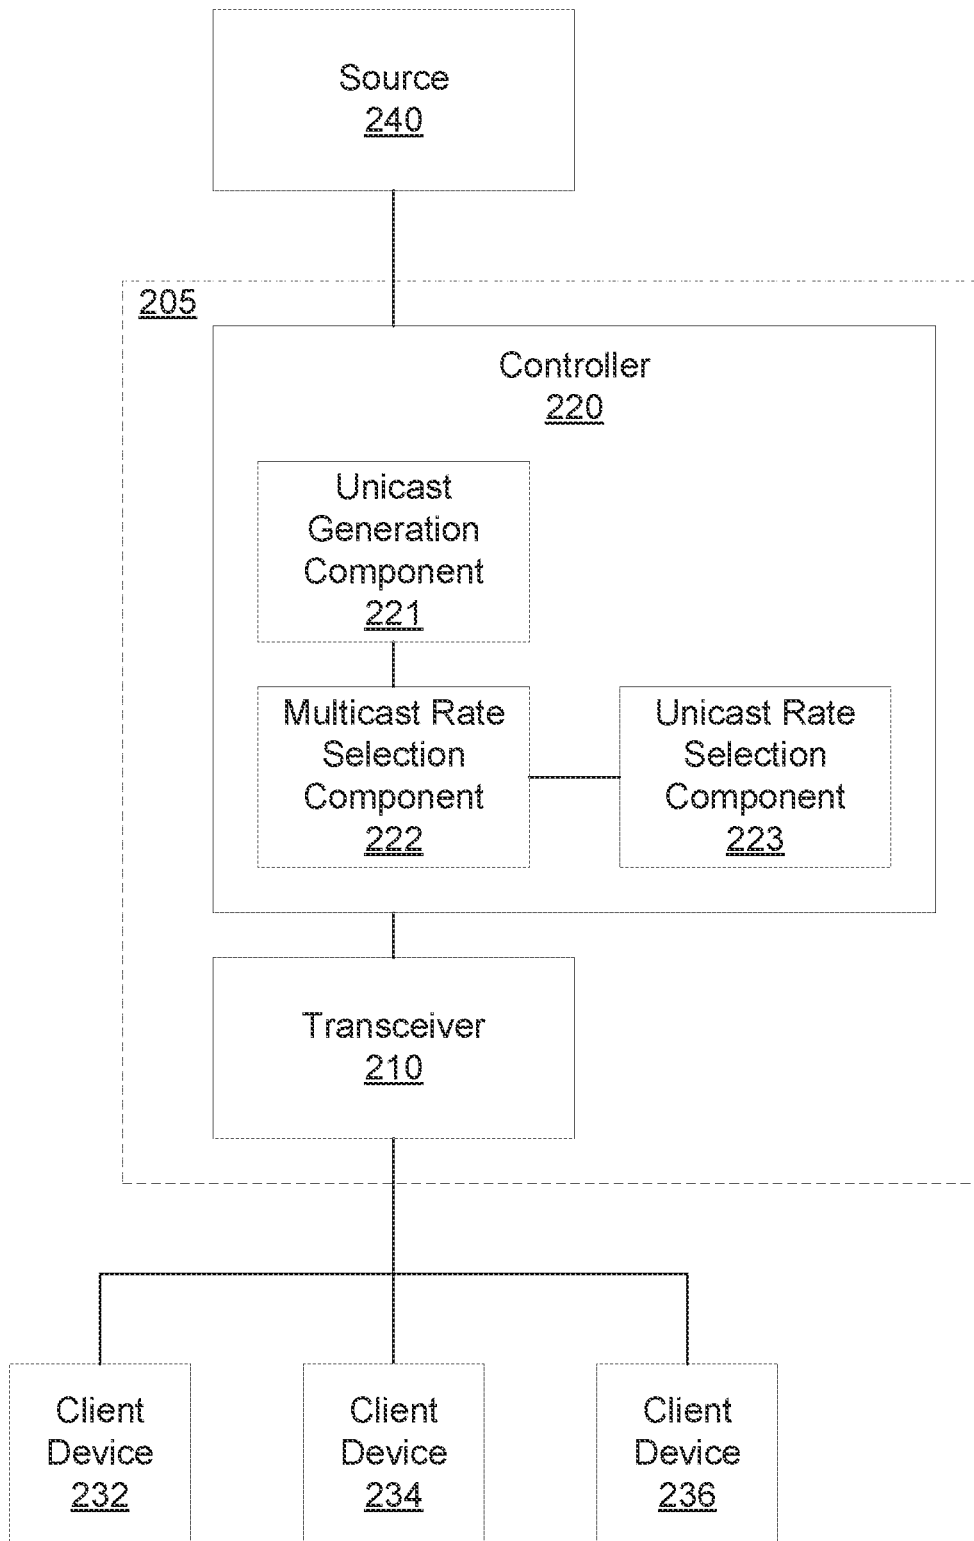 Source
240
205
Controller
220
Unicast
Generation
Component
221
Multicast Rate
Selection
Component
222
Unicast Rate
Selection
Component
223
Transceiver
210
Client
Device
232
Client
Device
234
Client
Device
236